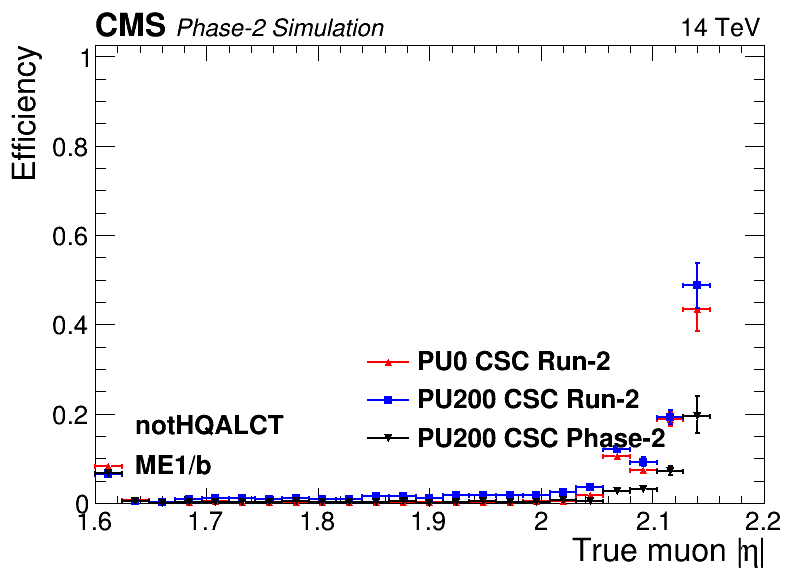 CMS Phase-2 Simulation 14 TeV
Efficiency
1
0.8
0.6
0.4
0.2
0
PU0 CSC Run-2
PU200 CSC Run-2
PU200 CSC Phase-2
notHQALCT
ME1/b
1.6 1.7 1.8 1.9 2 2.1 2.2
True muon |η|